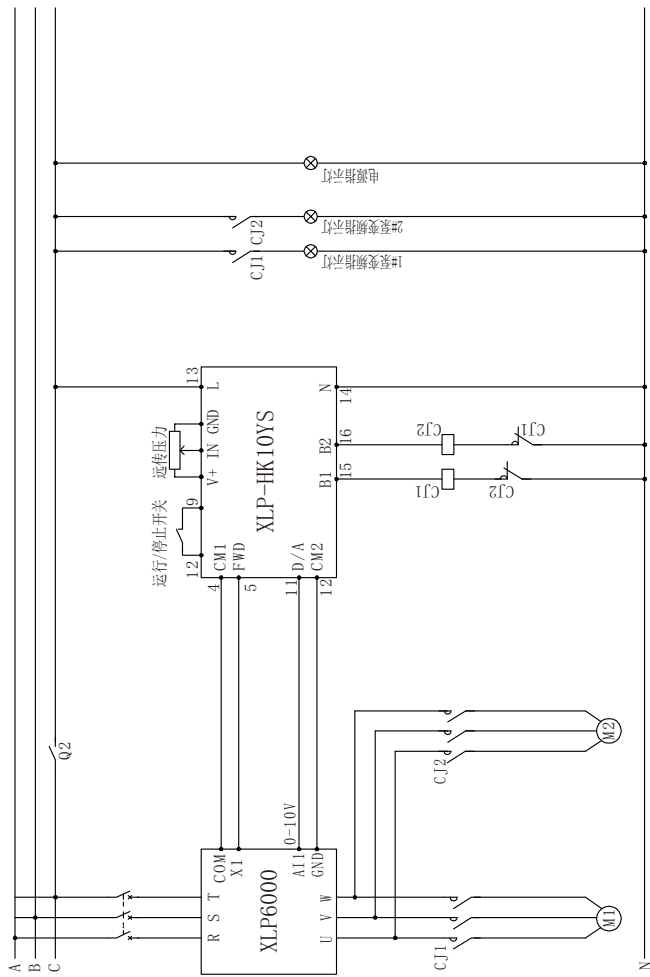 A
B
C
Q2
电源指示灯
CJ2
2#泵变频指示灯
CJ1
1#泵变频指示灯
13
L
远传压力
GND
IN
V+
9
运行/停止开关
12
XLP-HK10YS
4
CM1
FWD
5
11
D/A
CM2
12
N
14
B2
16
B1
15
CJ2
CJ1
CJ1
CJ2
COM
X1
0-10V
AI1
GND
R S T
XLP6000
U V W
CJ2
M2
CJ1
M1
N